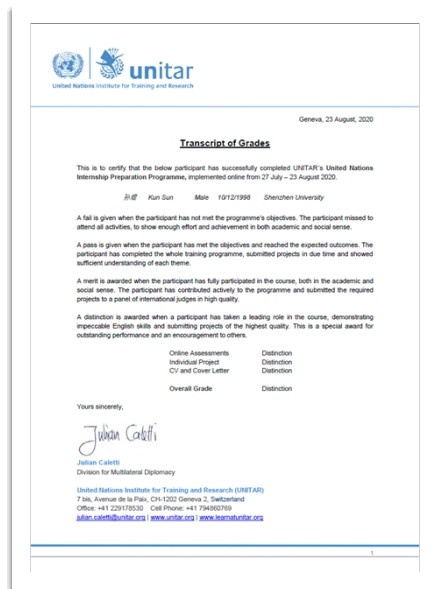 unitar
United Nations Institute for Training and Research
Geneva, 23 August, 2020
Transcript of Grades
This is to certify that the below participant has successfully completed UNITAR's United Nations
Internship Preparation Programme, implemented online from 27 July – 23 August 2020.
Kun Sun Male 10/12/1998 Shenzhen University
A fail is given when the participant has not met the programme's objectives. The participant missed to
attend all activities, to show enough effort and achievement in both academic and social sense.
A pass is given when the participant has met the objectives and reached the expected outcomes. The
participant has completed the whole training programme, submitted projects in due time and showed
sufficient understanding of each theme.
A merit is awarded when the participant has fully participated in the course, both in the academic and
social sense. The participant has contributed actively to the programme and submitted the required
projects to a panel of international judges in high quality.
A distinction is awarded when a participant has taken a leading role in the course, demonstrating
impeccable English skills and submitting projects of the highest quality. This is a special award for
outstanding performance and an encouragement to others.
Online Assessments Distinction
Individual Project Distinction
CV and Cover Letter Distinction
Overall Grade Distinction
Yours sincerely,
Julian Caletti
Julian Caletti
Division for Multilateral Diplomacy
United Nations Institute for Training and Research (UNITAR)
7 bis, Avenue de la Paix, CH-1202 Geneva 2, Switzerland
Office: +41 229178530 Cell Phone: +41 794860769
julian.caletti@unitar.org | www.unitar.org | www.learnatunitar.org
1